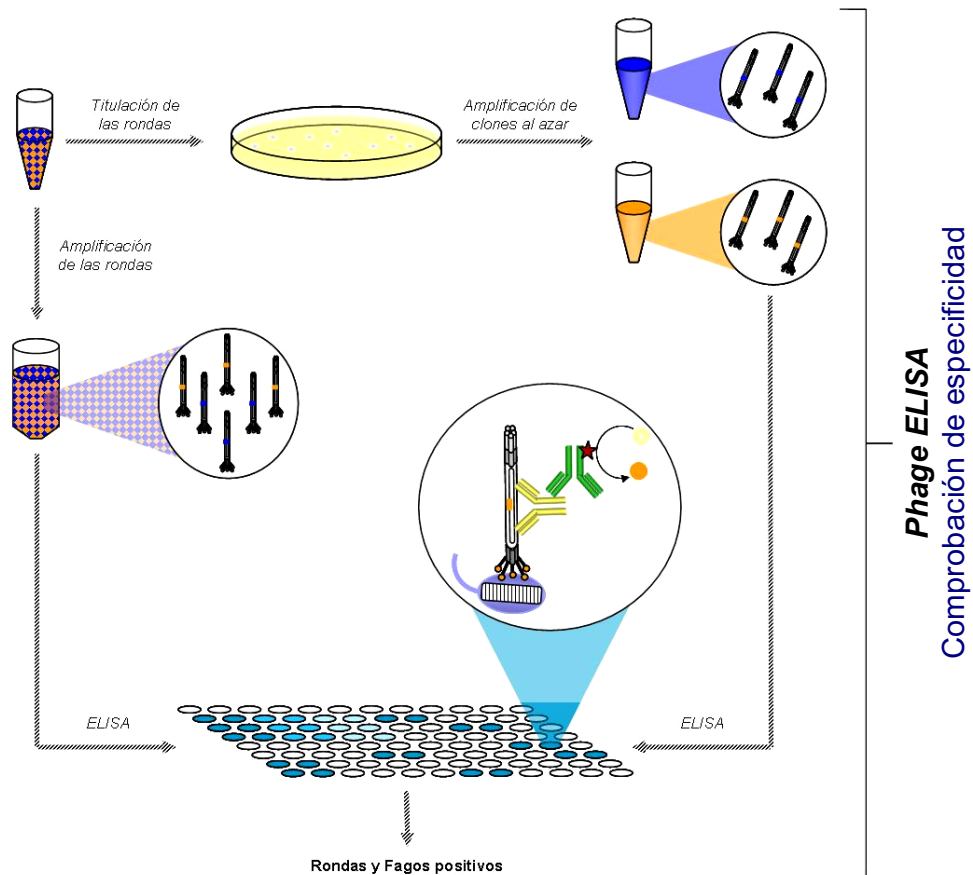 Titulación de
las rondas
Amplificación de
clones al azar
Amplificación
de las rondas
ELISA
ELISA
Rondas y Fagos positivos
Phage ELISA
Comprobación de especificidad